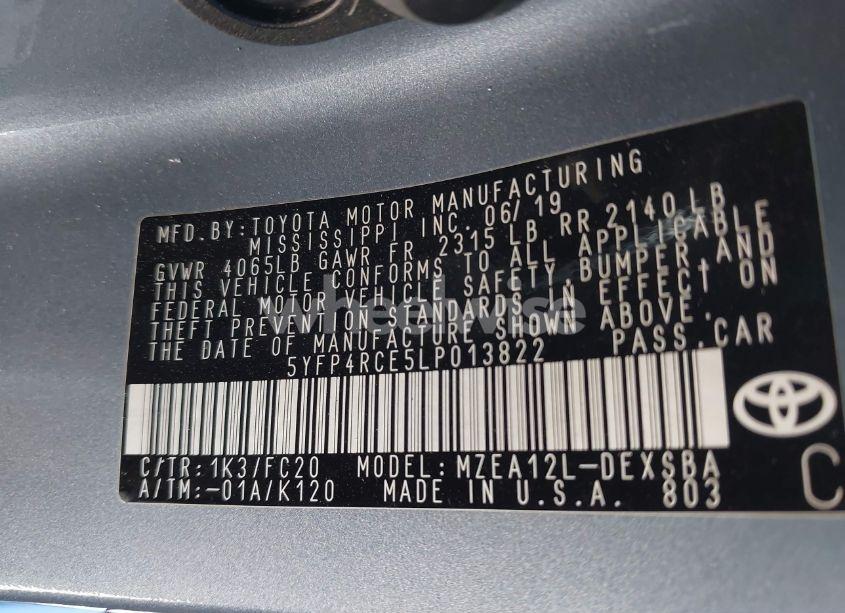 MFD. BY: TOYOTA MOTOR MANUFACTURING
MISSISSIPPI INC. 06/19
GVWR 4065LB GAWR FR 2315 LB RR 2140 LB
THIS VEHICLE CONFORMS TO ALL APPLICABLE
FEDERAL MOTOR VEHICLE SAFETY BUMPER, AND
THEFT PREVENTION STANDARDS IN EFFECT ON
THE DATE OF MANUFACTURE SHOWN ABOVE.
5YFP4RCE5LP013822 PASS. CAR
C/TR: 1K3/FC20 MODEL: MZEA12L-DEXSBA
A/TM:-01A/K120 MADE IN U.S.A. 803
C